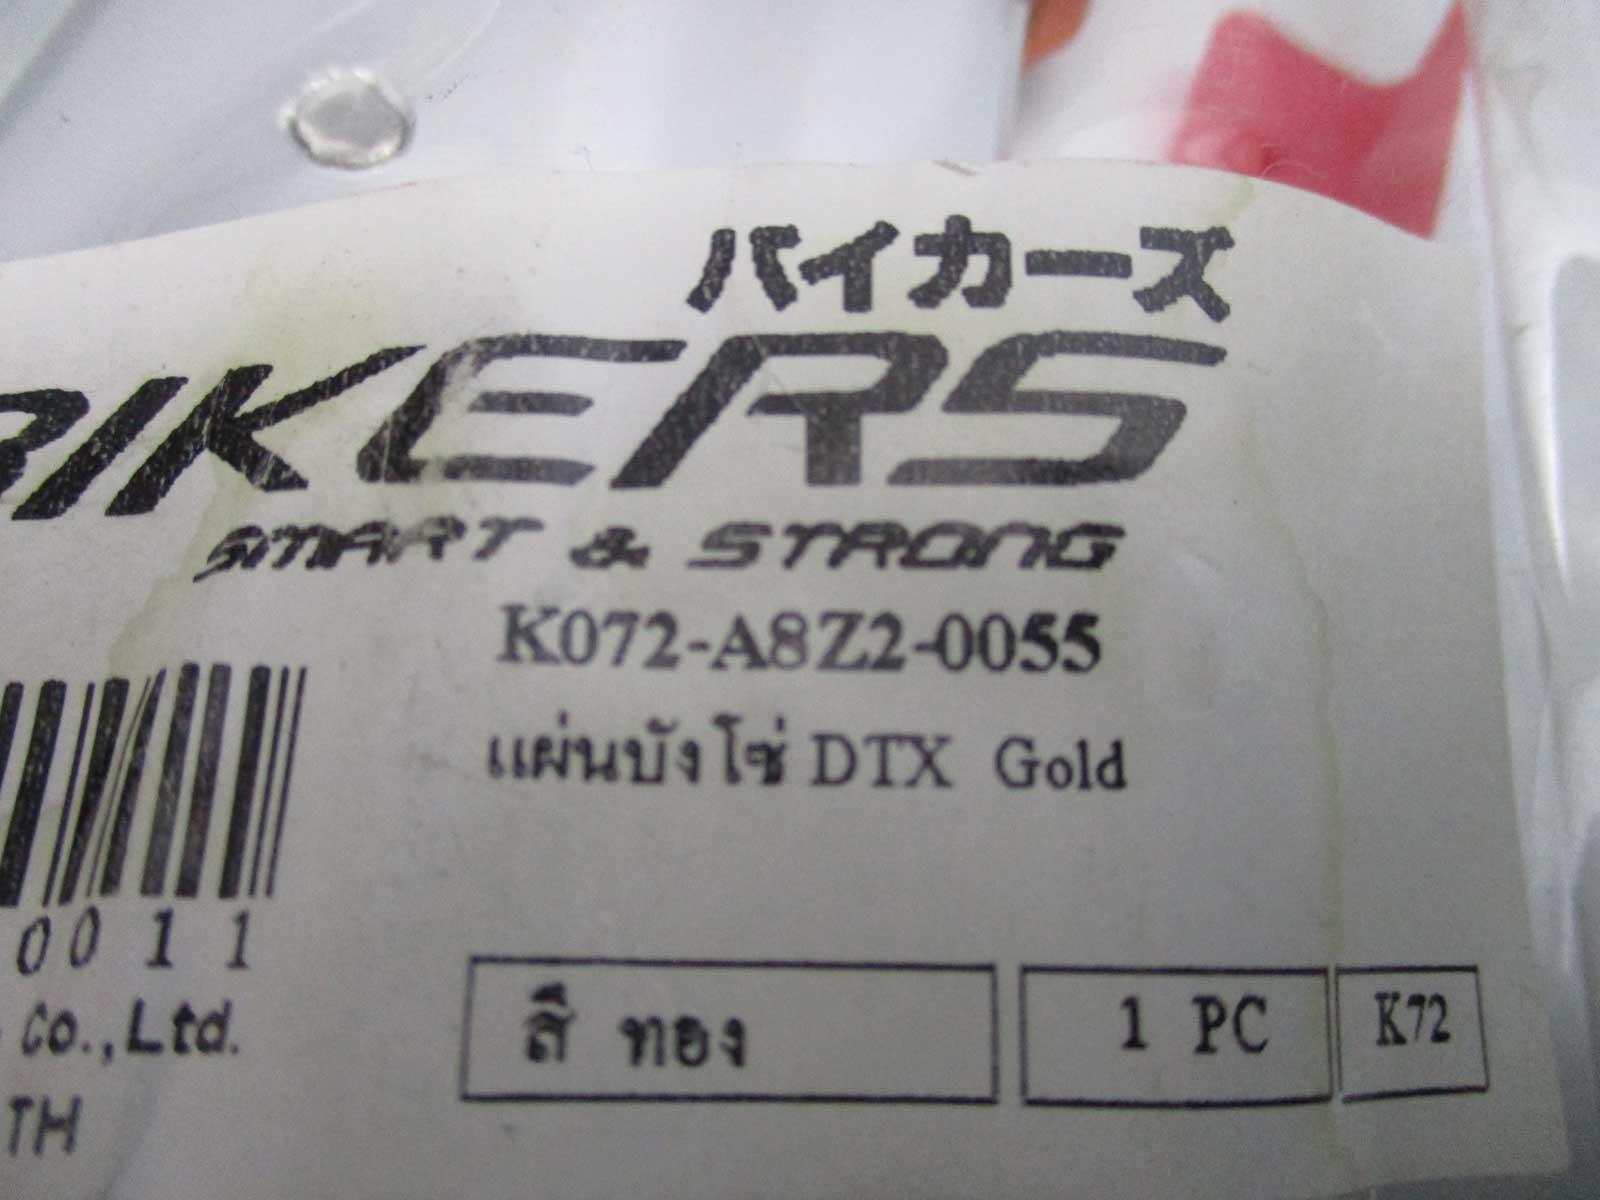 バイカーズ
BIKERS
SMART & STRONG
K072-A8Z2-0055
แผ่นบังโซ่ DTX Gold
0011
Co.,Ltd.
TH
สี ทอง
1 PC
K72